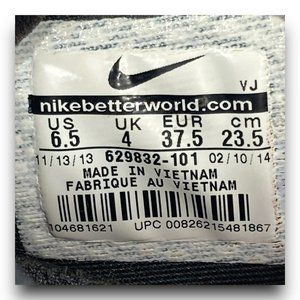 VJ
nikebetterworld.com
US UK EUR cm
6.5 4 37.5 23.5
11/13/13 629832-101 02/10/14
MADE IN VIETNAM
FABRIQUE AU VIETNAM
104681621 UPC 00826215481867